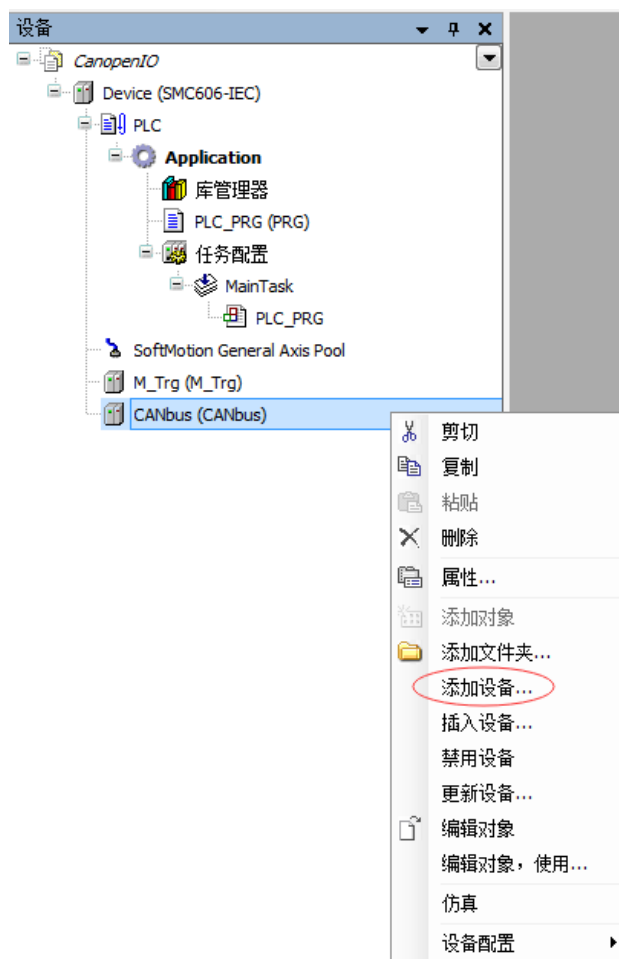 设备
CanopenIO
Device (SMC606-IEC)
PLC
Application
库管理器
PLC_PRG (PRG)
任务配置
MainTask
PLC_PRG
SoftMotion General Axis Pool
M_Trg (M_Trg)
CANbus (CANbus)
剪切
复制
粘贴
删除
属性...
添加对象
添加文件夹...
添加设备...
插入设备...
禁用设备
更新设备...
编辑对象
编辑对象，使用...
仿真
设备配置